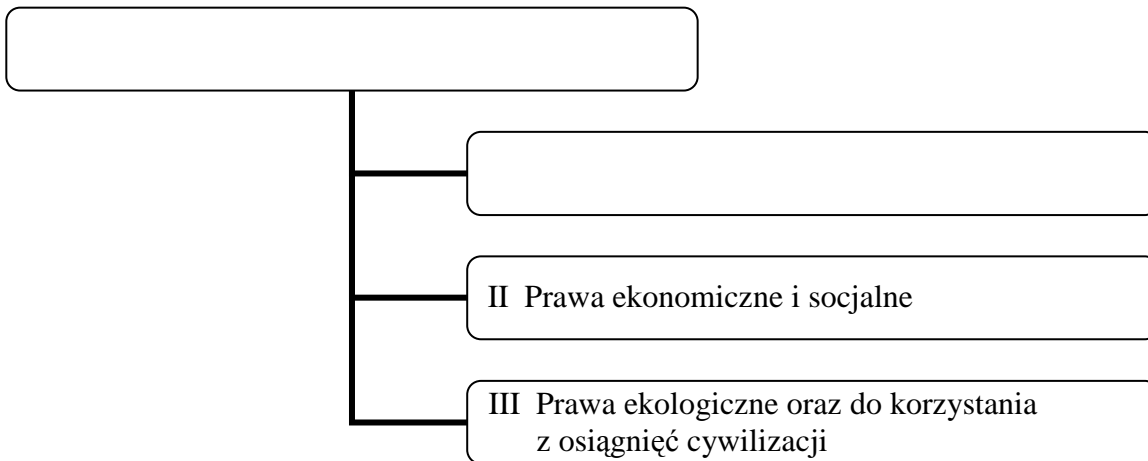 II Prawa ekonomiczne i socjalne
III Prawa ekologiczne oraz do korzystania
z osiągnięć cywilizacji